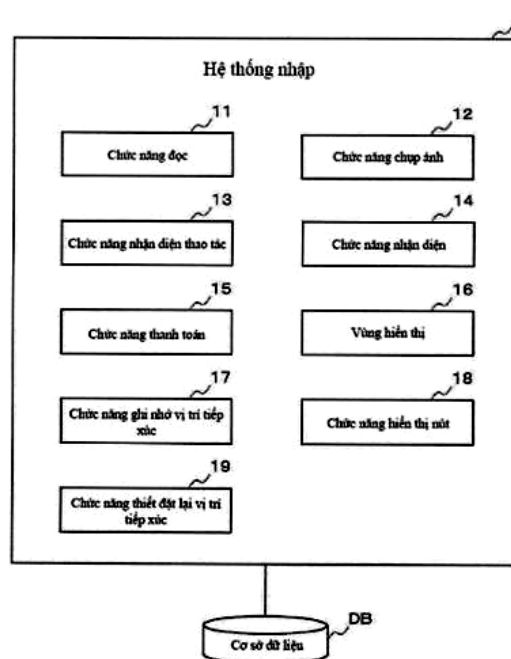 Hệ thống nhập
11
Chức năng đọc
12
Chức năng chụp ảnh
13
Chức năng nhận diện thao tác
14
Chức năng nhận diện
15
Chức năng thanh toán
16
Vùng hiển thị
17
Chức năng ghi nhớ vị trí tiếp
xúc
18
Chức năng hiển thị nút
19
Chức năng thiết đặt lại vị trí
tiếp xúc
DB
Cơ sở dữ liệu